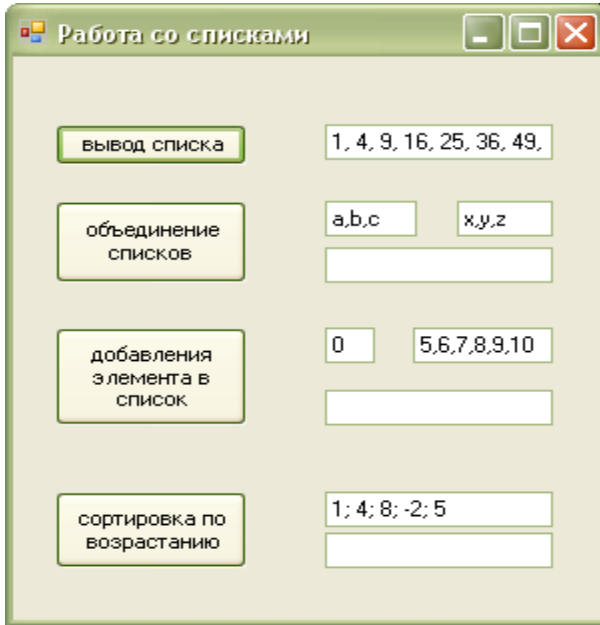 Работа со списками
вывод списка
1, 4, 9, 16, 25, 36, 49,
объединение
списков
a,b,c
x,y,z
добавления
элемента в
список
0
5,6,7,8,9,10
сортировка по
возрастанию
1; 4; 8; -2; 5